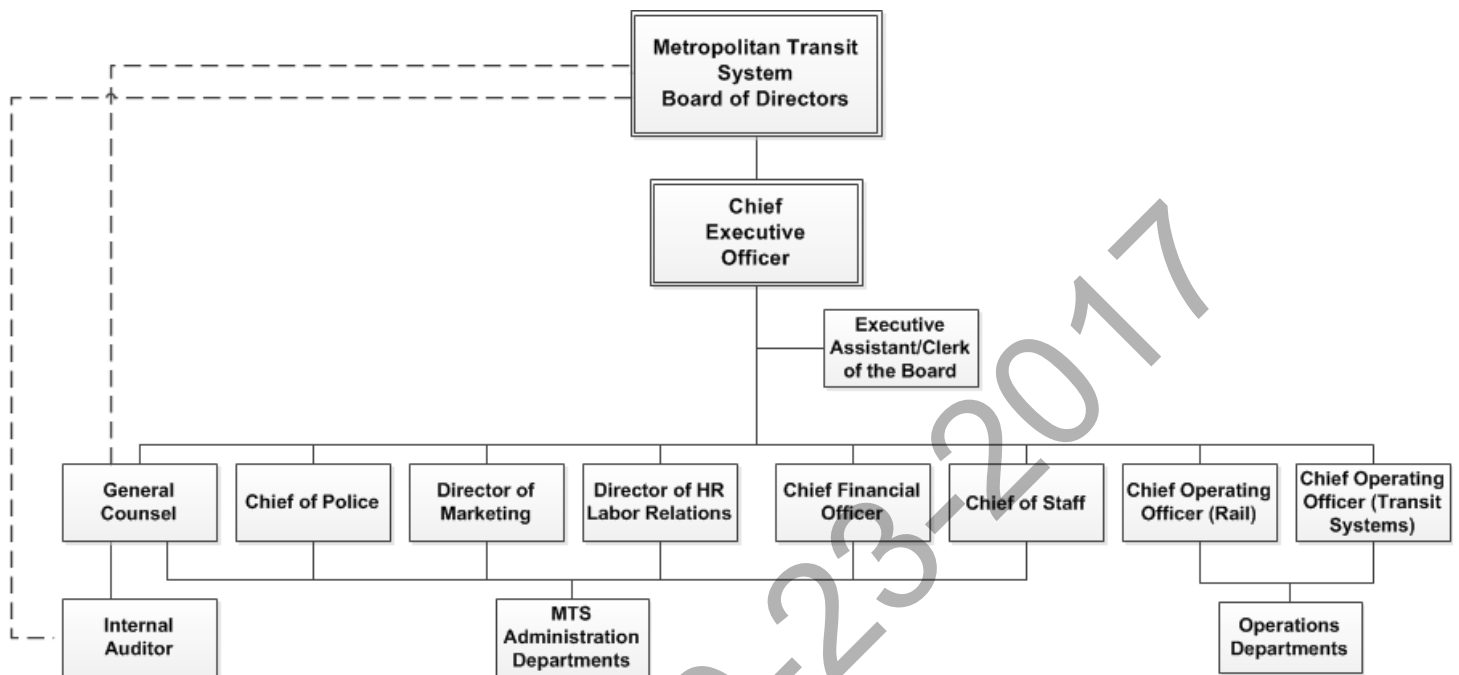 Metropolitan Transit
System
Board of Directors
Chief
Executive
Officer
Executive
Assistant/Clerk
of the Board
General
Counsel
Chief of Police
Director of
Marketing
Director of HR
Labor Relations
Chief Financial
Officer
Chief of Staff
Chief Operating
Officer (Rail)
Chief Operating
Officer (Transit
Systems)
Internal
Auditor
MTS
Administration
Departments
Operations
Departments
-23-2017